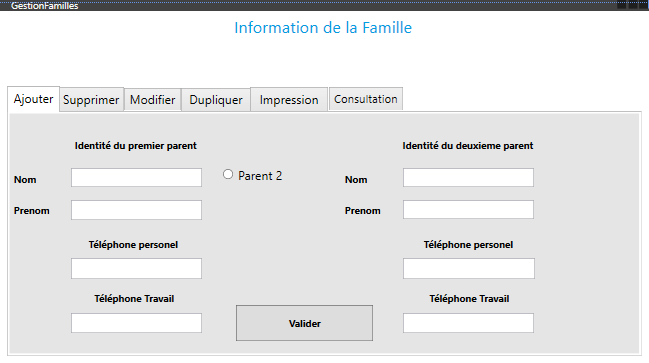 GestionFamilles
Information de la Famille
Ajouter Supprimer Modifier Dupliquer Impression Consultation
Identité du premier parent Identité du deuxieme parent
Nom Parent 2 Nom
Prenom Prenom
Téléphone personel Téléphone personel
Téléphone Travail Téléphone Travail
Valider